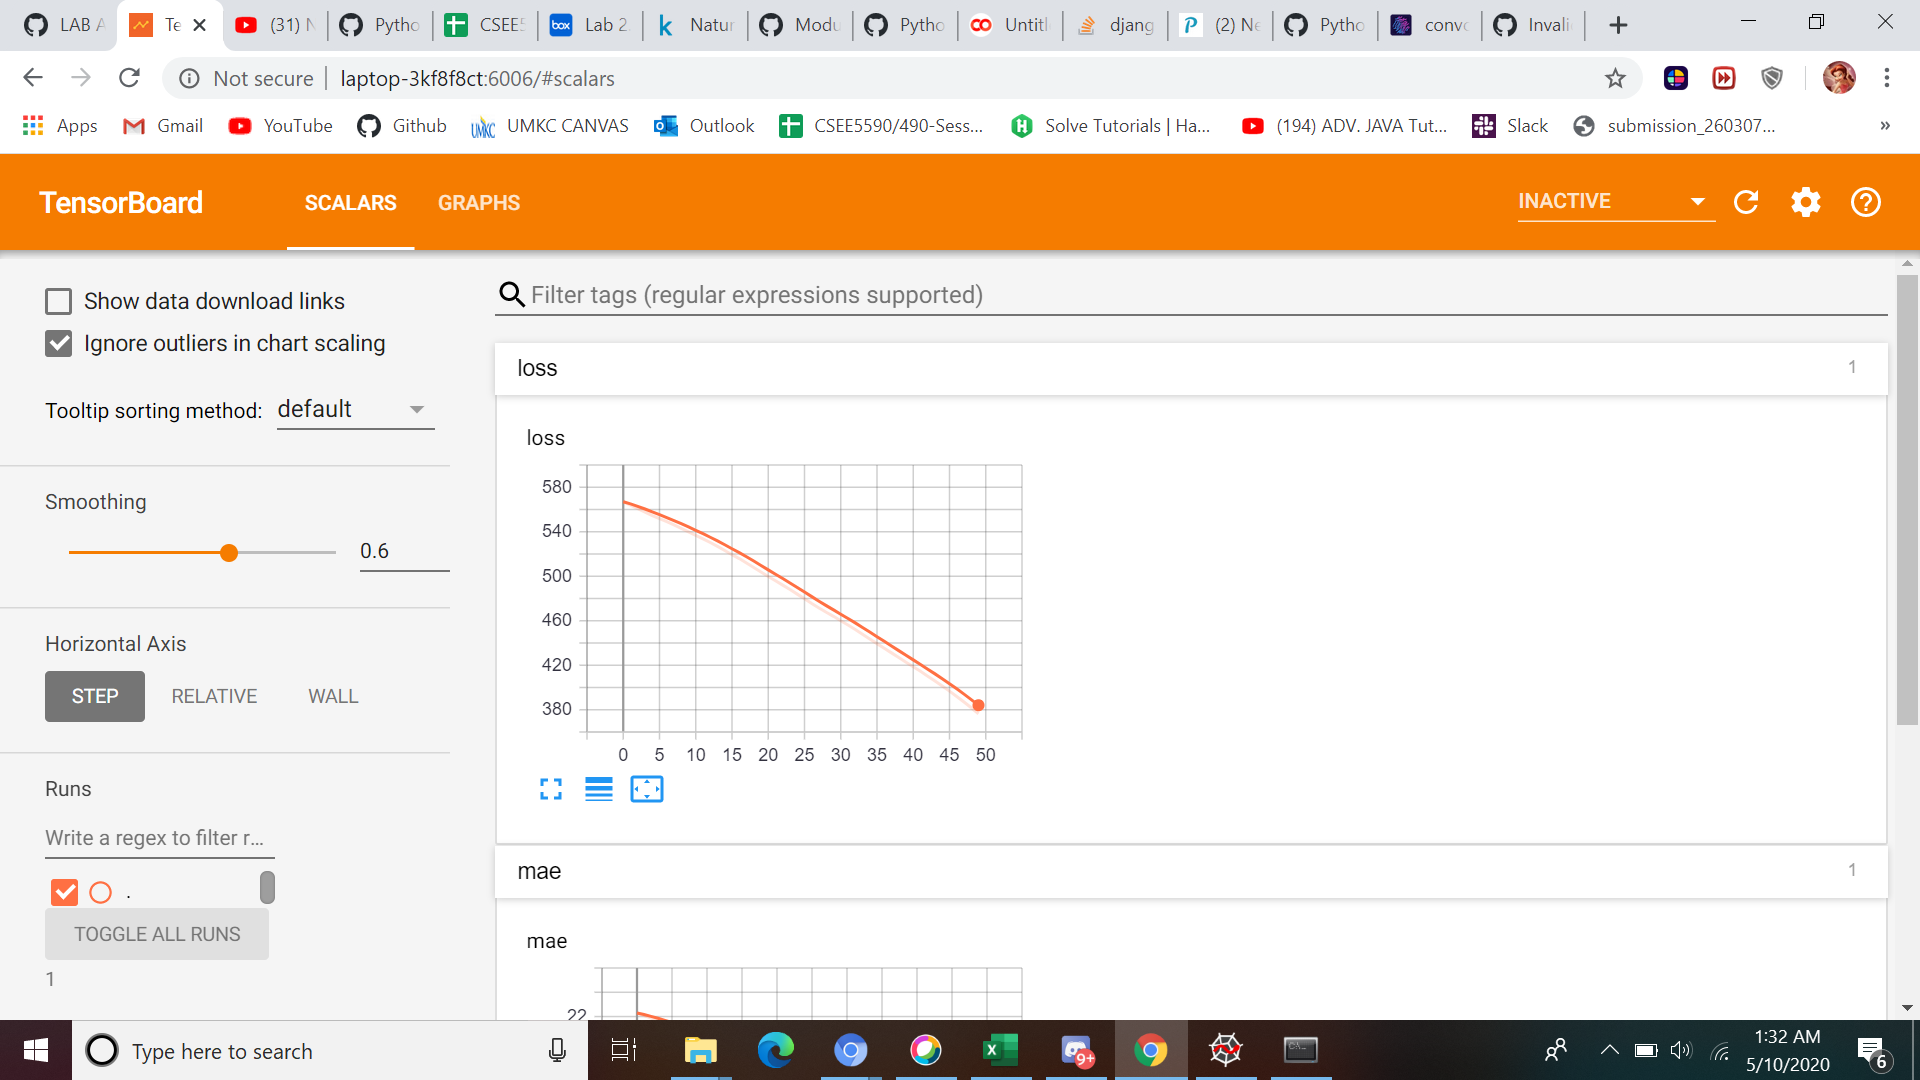 LAB A
Te
(31) N
Pytho
CSEE5
Lab 2
Natur
Modu
Pytho
Untitl
djang
(2) Ne
Pytho
convo
Invali
Not secure
laptop-3kf8f8ct:6006/#scalars
Apps
Gmail
YouTube
Github
UMKC CANVAS
Outlook
CSEE5590/490-Sess...
Solve Tutorials | Ha...
(194) ADV. JAVA Tut...
Slack
submission_260307...
»
TensorBoard
SCALARS
GRAPHS
INACTIVE
Show data download links
Ignore outliers in chart scaling
Tooltip sorting method: default
Smoothing
0.6
Horizontal Axis
STEP RELATIVE WALL
Runs
Write a regex to filter r...
.
TOGGLE ALL RUNS
1
Filter tags (regular expressions supported)
loss 1
loss
580
540
500
460
420
380
0 5 10 15 20 25 30 35 40 45 50
mae 1
mae
22
Type here to search
9+
1:32 AM
5/10/2020
6